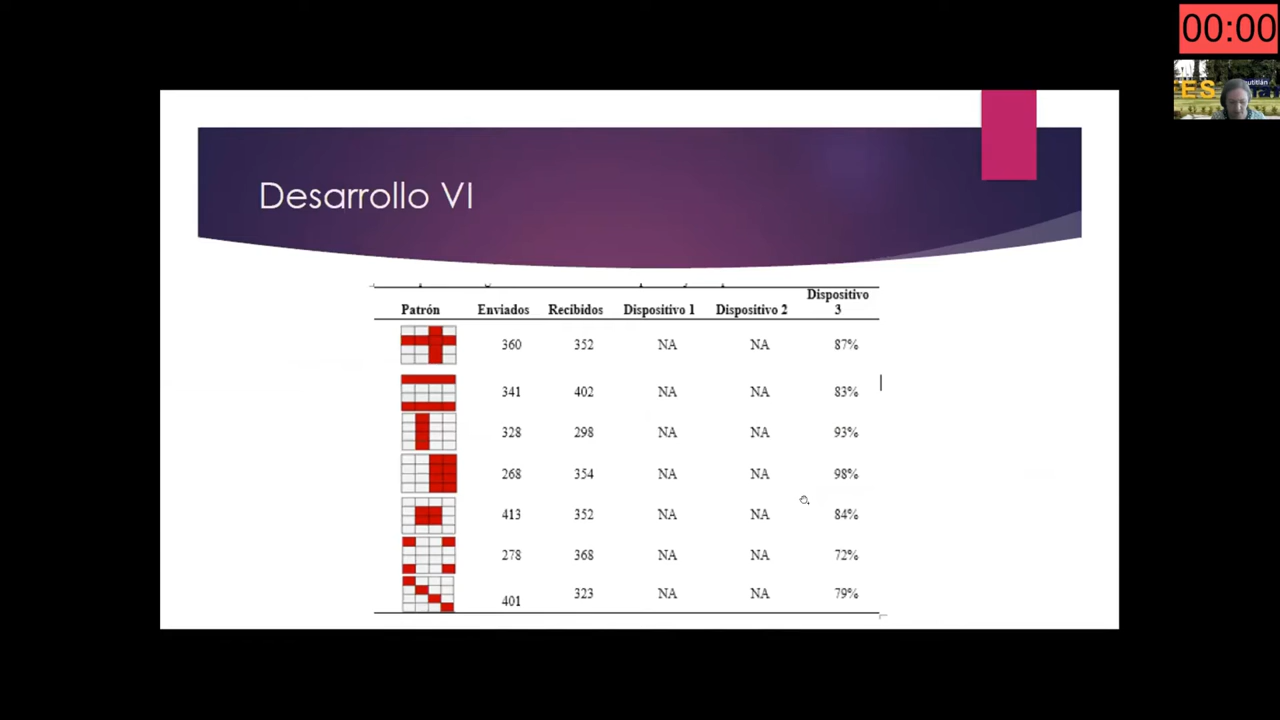 00:00
ES
Desarrollo VI
Dispositivo
Patrón Enviados Recibidos Dispositivo 1 Dispositivo 2 3
360 352 NA NA 87%
341 402 NA NA 83%
328 298 NA NA 93%
268 354 NA NA 98%
413 352 NA NA 84%
278 368 NA NA 72%
401 323 NA NA 79%